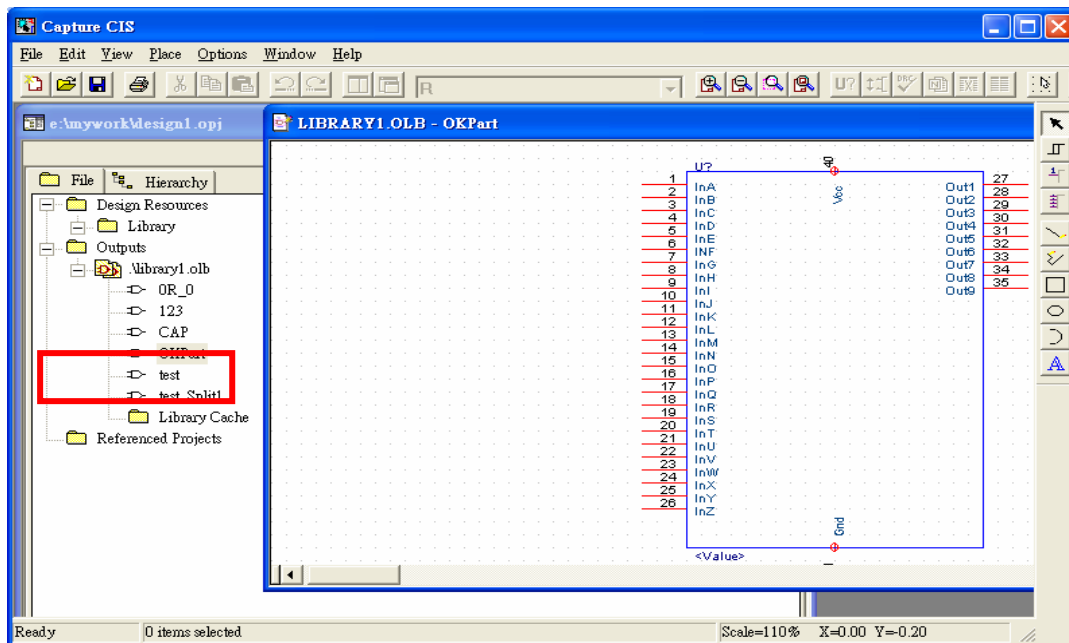 Capture CIS
File Edit View Place Options Window Help
R
U?
e:\mywork\design1.opj
LIBRARY1.OLB - OKPart
File Hierarchy
Design Resources
Library
Outputs
.\library1.olb
0R_0
123
CAP
OKPart
test
test_Split1
Library Cache
Referenced Projects
U?
Vcc
1 InA
2 InB
3 InC
4 InD
5 InE
6 INF
7 InG
8 InH
9 InI
10 InJ
11 InK
12 InL
13 InM
14 InN
15 InO
16 InP
17 InQ
18 InR
19 InS
20 InT
21 InU
22 InV
23 InW
24 InX
25 InY
26 InZ
Out1 27
Out2 28
Out3 29
Out4 30
Out5 31
Out6 32
Out7 33
Out8 34
Out9 35
Gnd
<Value>
Ready 0 items selected Scale=110% X=0.00 Y=-0.20